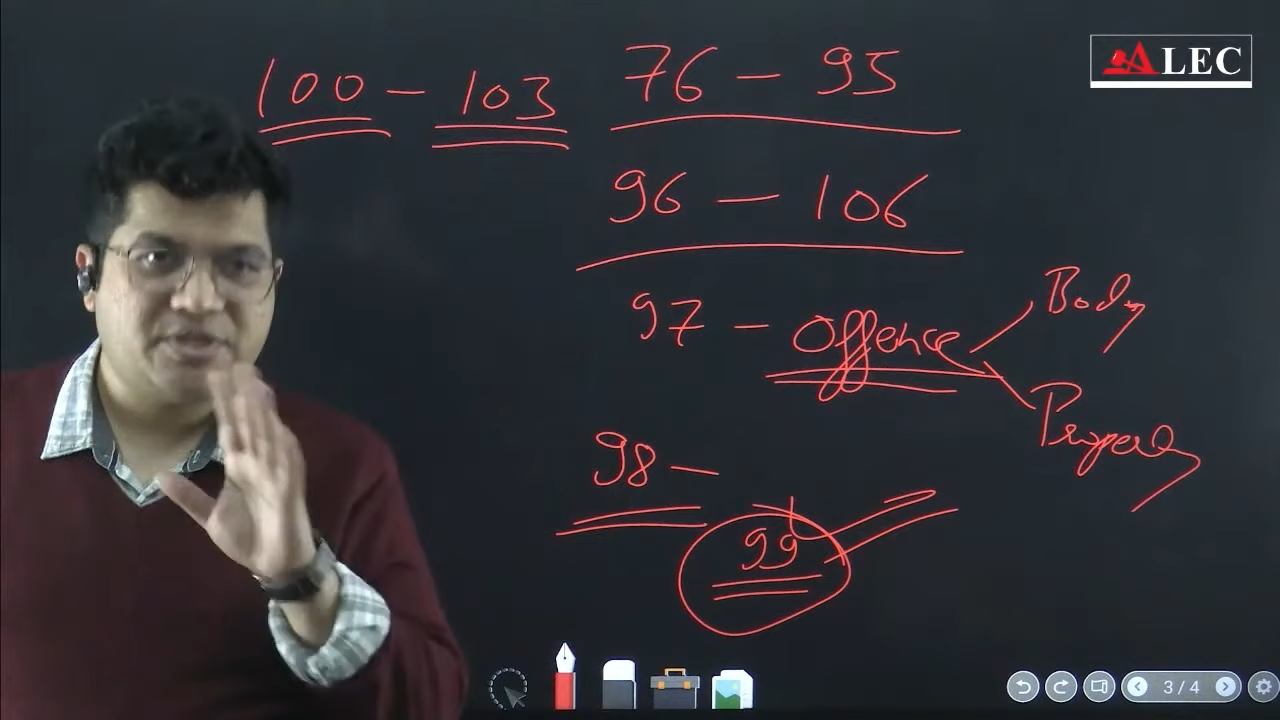 ALEC
100 - 103
76 - 95
96 - 106
97 - Offence
Body
Property
98 -
99
3 / 4